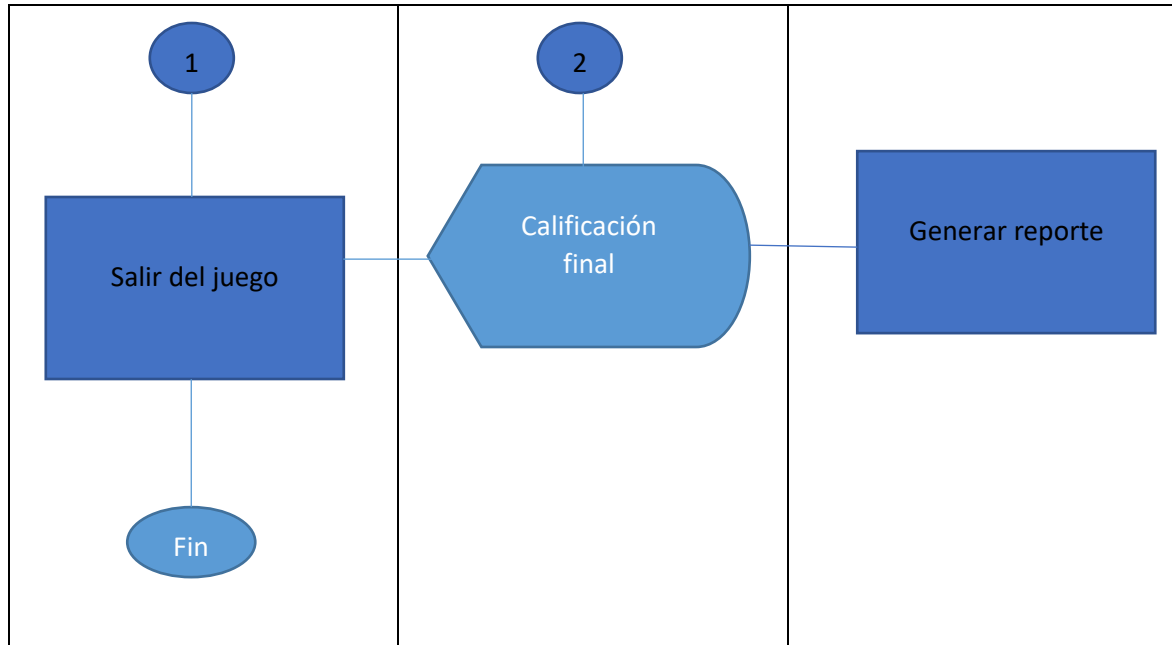 1
2
Salir del juego
Calificación
final
Generar reporte
Fin